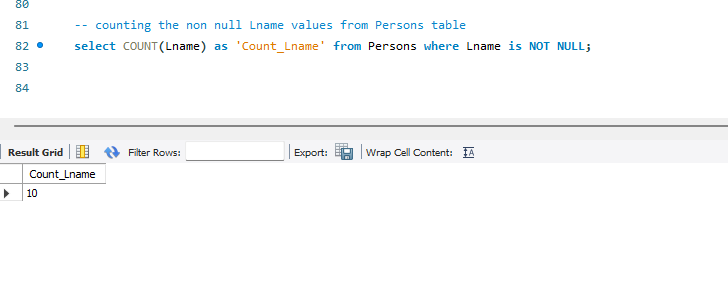 80
81 -- counting the non null Lname values from Persons table
82 select COUNT(Lname) as 'Count_Lname' from Persons where Lname is NOT NULL;
83
84
Result Grid Filter Rows: Export: Wrap Cell Content: IA
Count_Lname
10